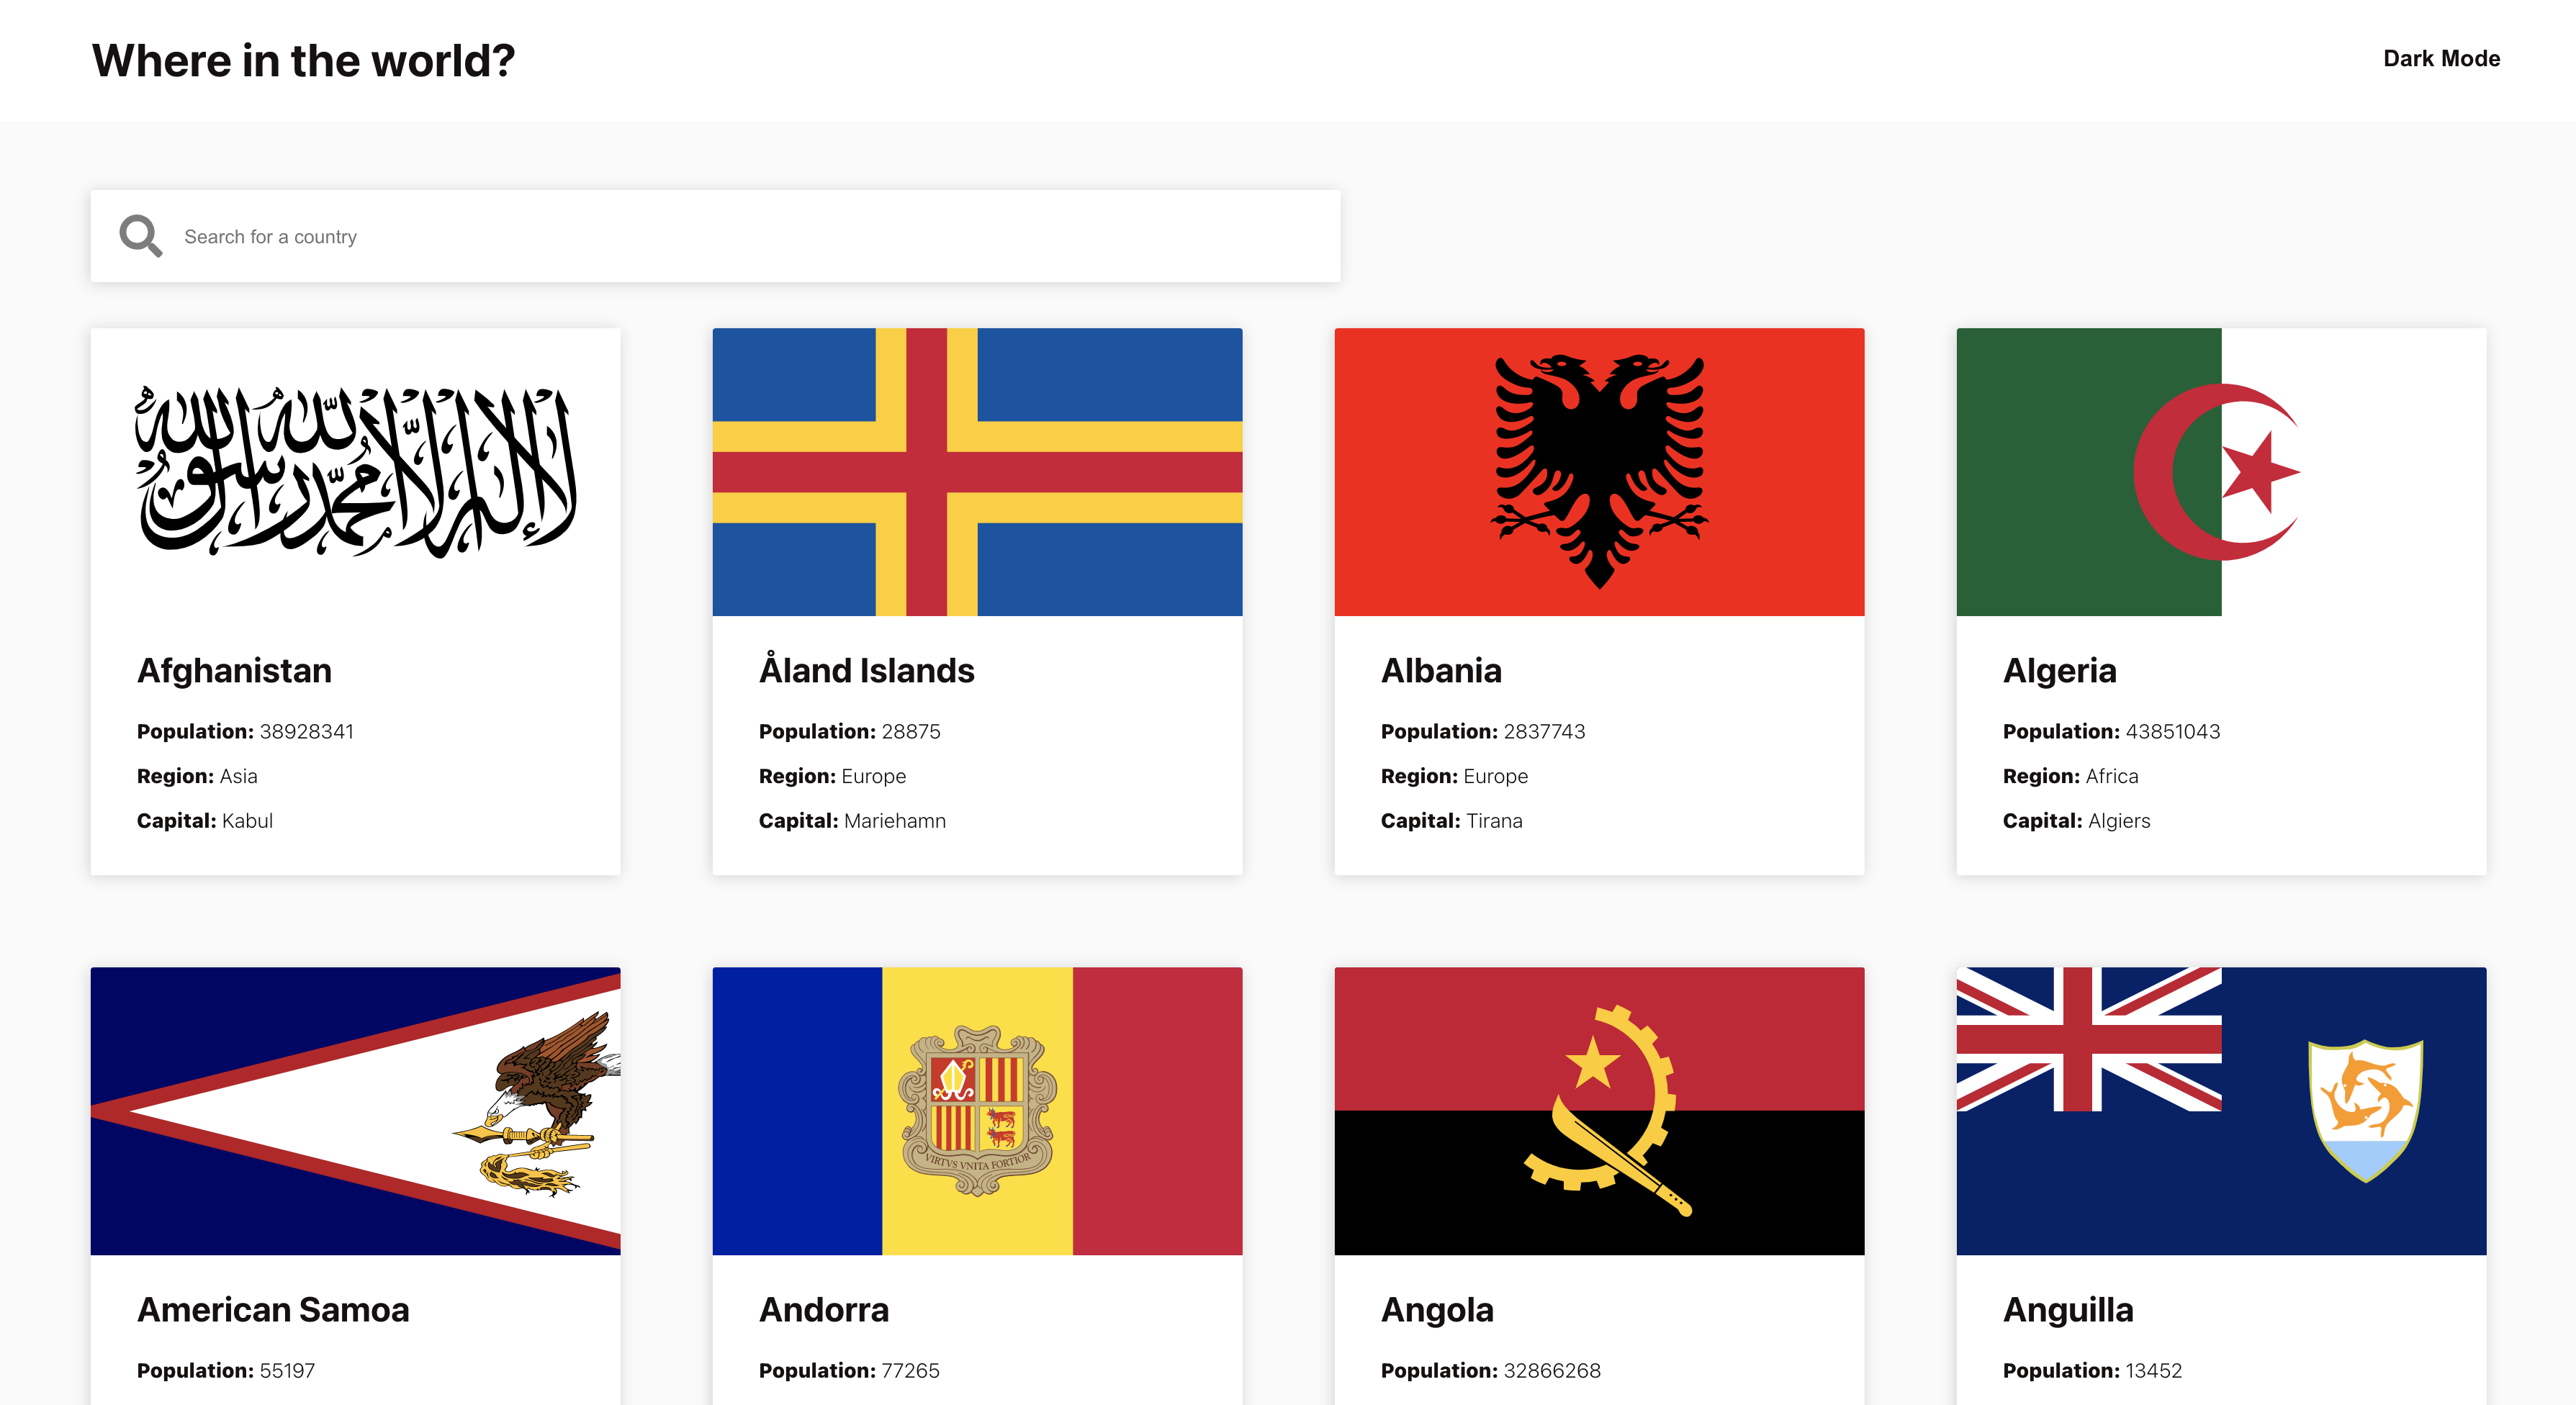 Where in the world?
Dark Mode
Search for a country
لا إله إلا الله محمد رسول الله
Afghanistan
Population: 38928341
Region: Asia
Capital: Kabul
Åland Islands
Population: 28875
Region: Europe
Capital: Mariehamn
Albania
Population: 2837743
Region: Europe
Capital: Tirana
Algeria
Population: 43851043
Region: Africa
Capital: Algiers
American Samoa
Population: 55197
VIRTVS VNITA FORTIOR
Andorra
Population: 77265
Angola
Population: 32866268
Anguilla
Population: 13452